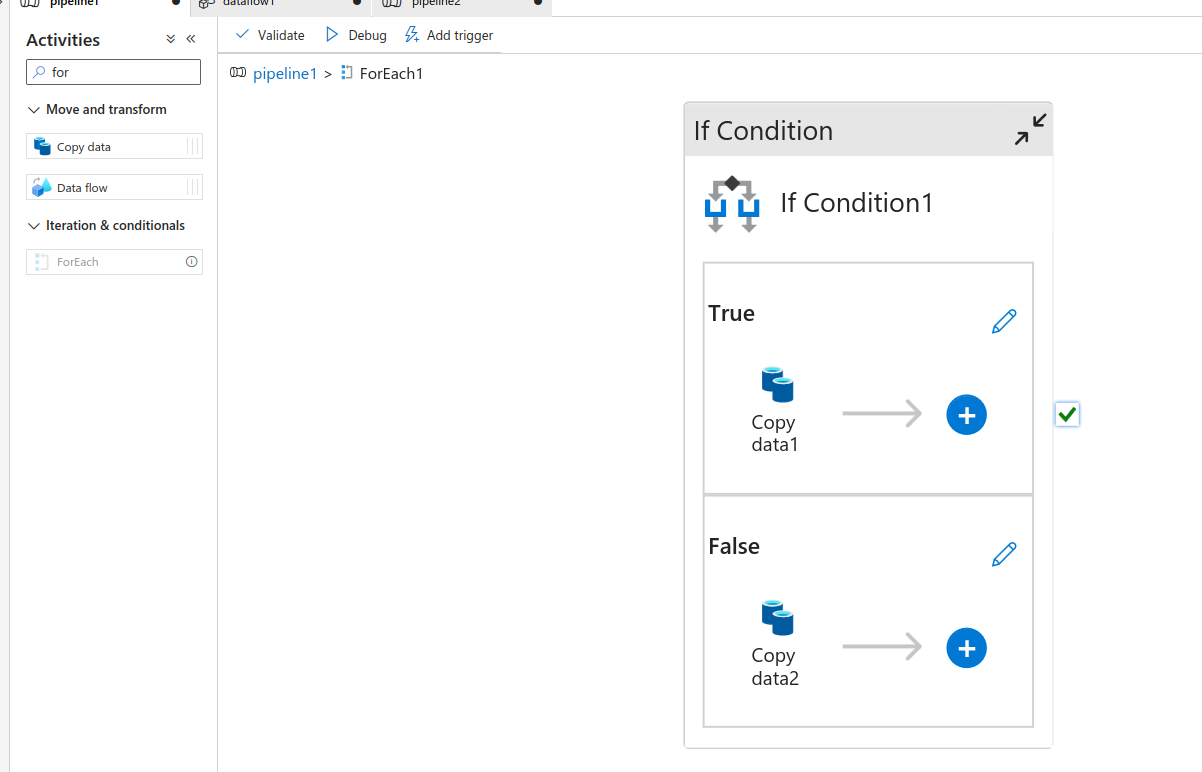 pipeline1
dataflow1
pipeline2
Activities
for
Validate
Debug
Add trigger
pipeline1 > ForEach1
Move and transform
Copy data
Data flow
Iteration & conditionals
ForEach
If Condition
If Condition1
True
Copy
data1
False
Copy
data2